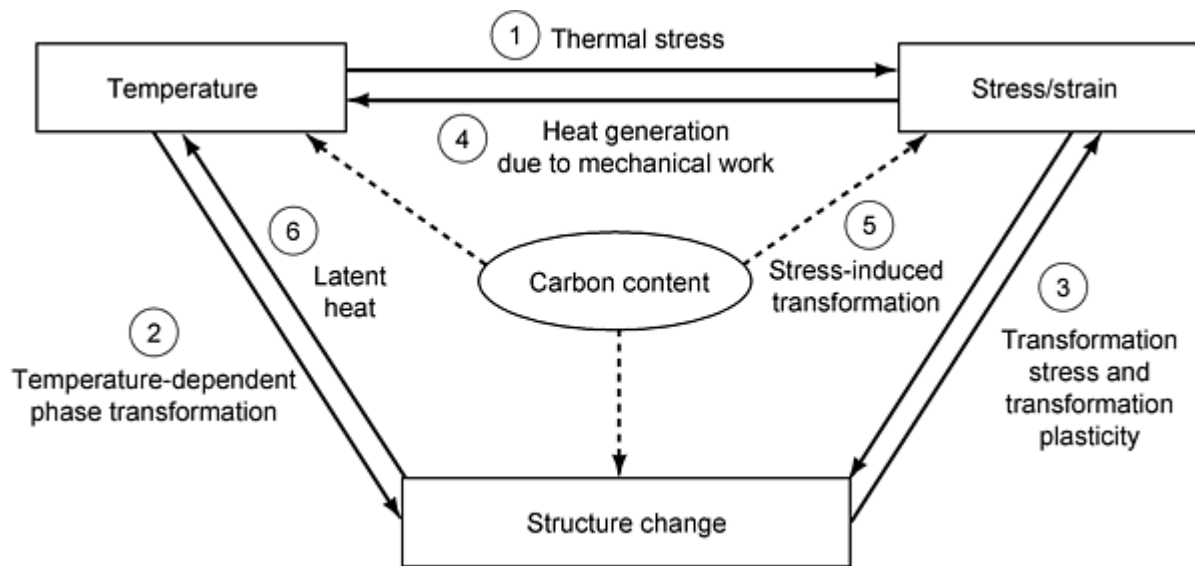 1 Thermal stress
Temperature
Stress/strain
4 Heat generation
due to mechanical work
6
Latent
heat
Carbon content
5
Stress-induced
transformation
3
Transformation
stress and
transformation
plasticity
2
Temperature-dependent
phase transformation
Structure change